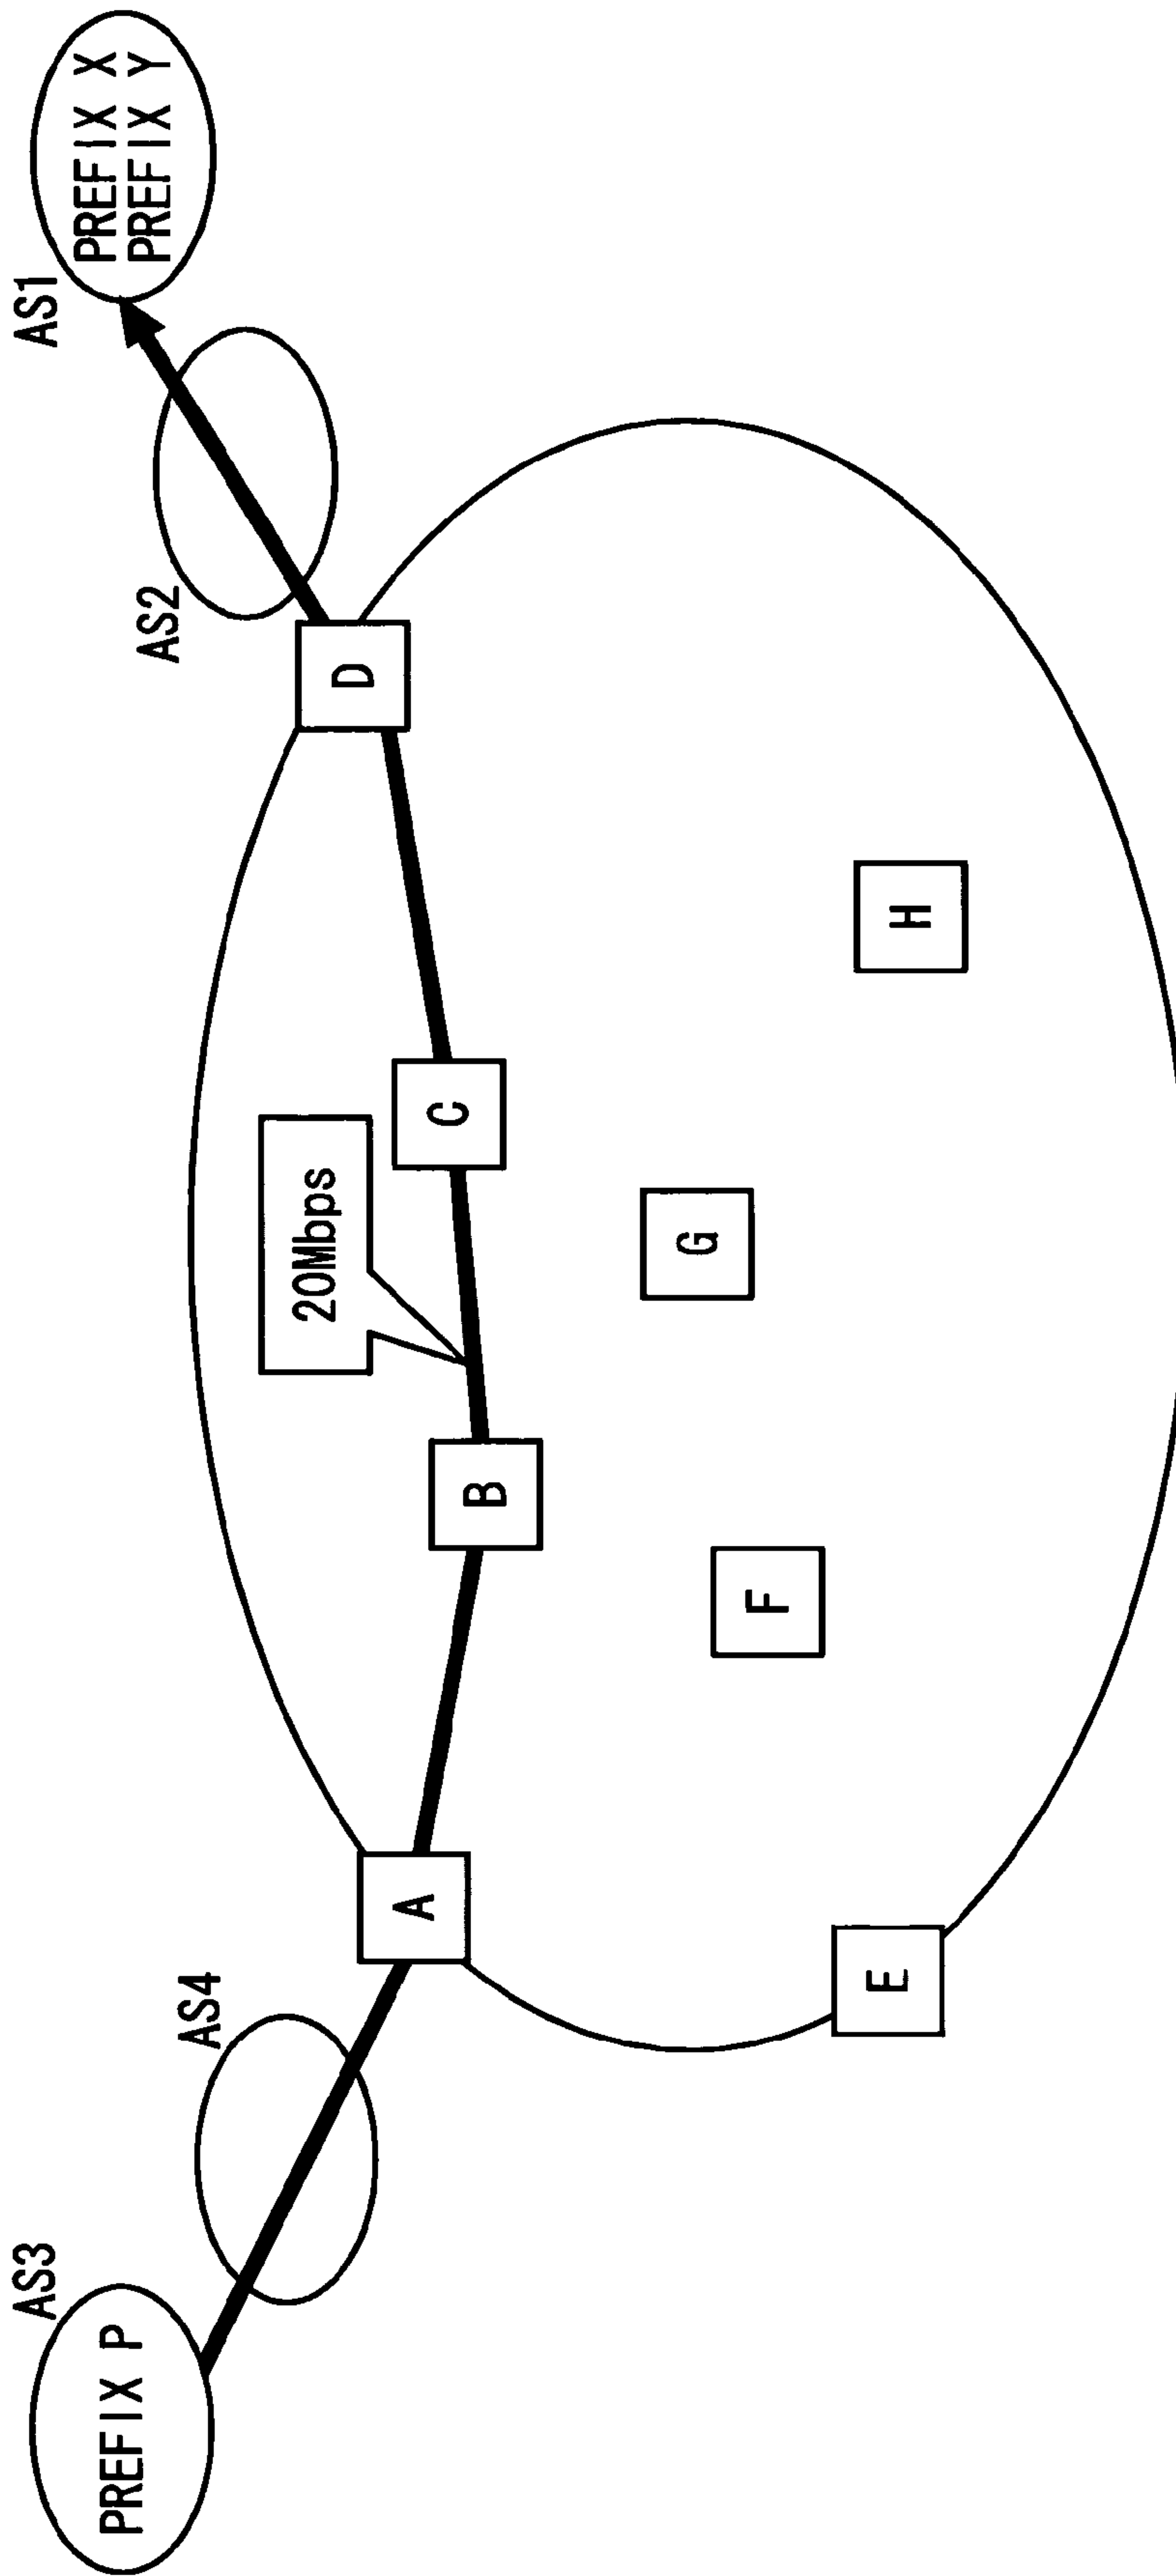 AS3
PREFIX P
AS4
AS2
AS1
PREFIX X
PREFIX Y
A
B
20Mbps
C
D
E
F
G
H